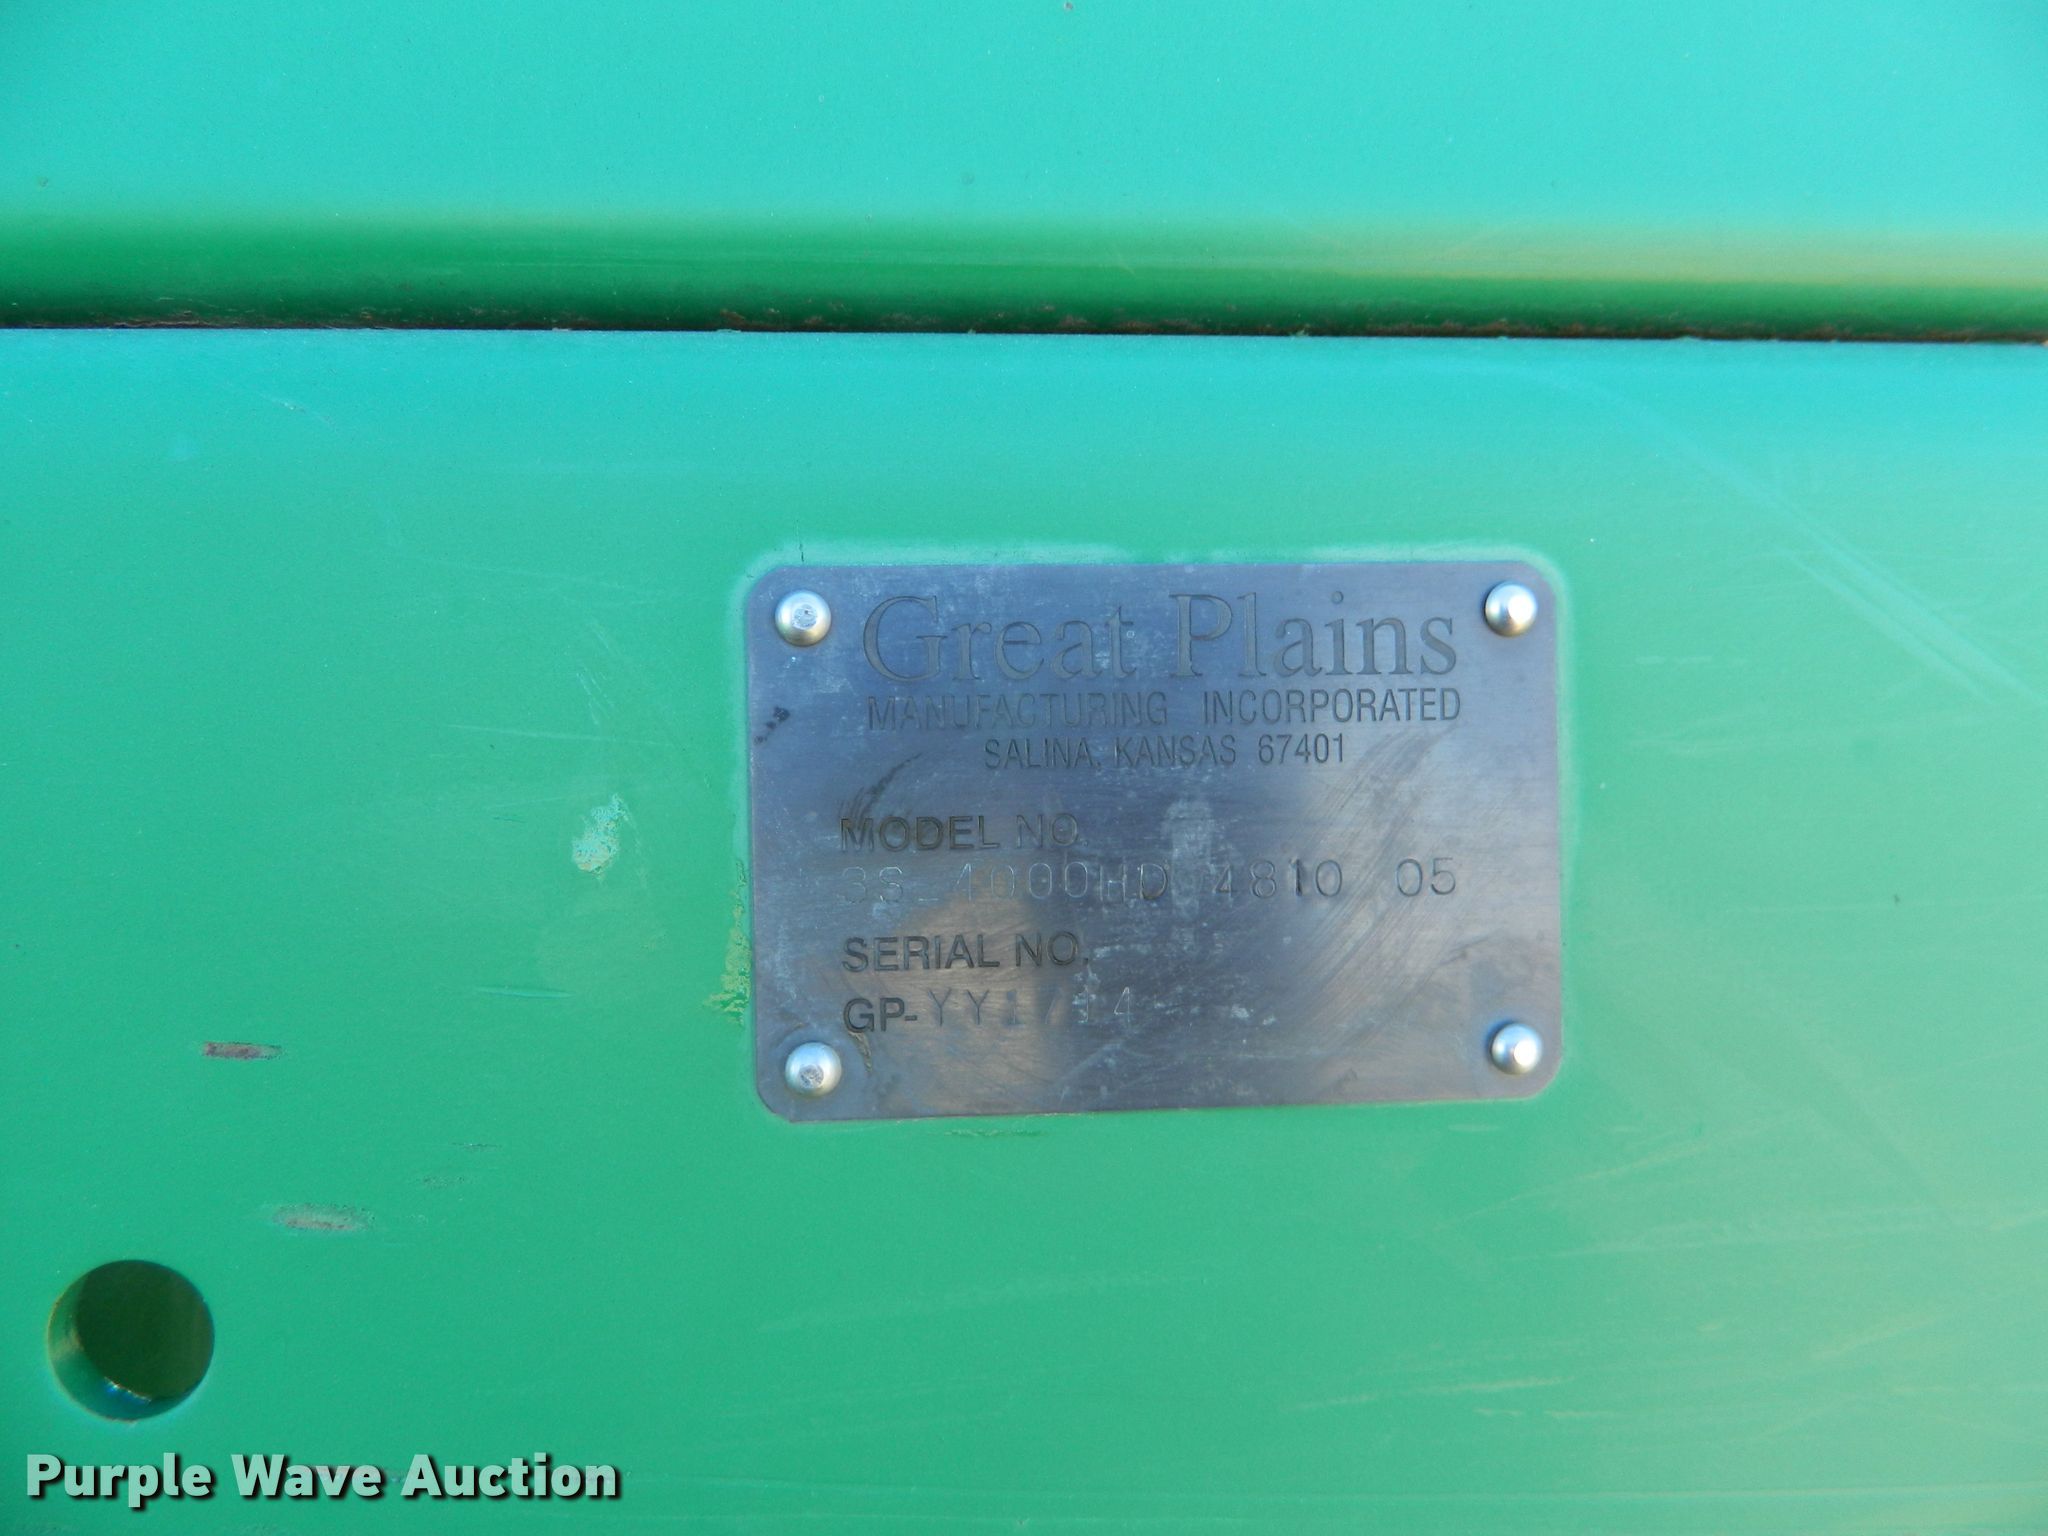 Great Plains
MANUFACTURING INCORPORATED
SALINA, KANSAS 67401
MODEL NO.
3S-4000HD 4810 05
SERIAL NO.
GP-
Purple Wave Auction